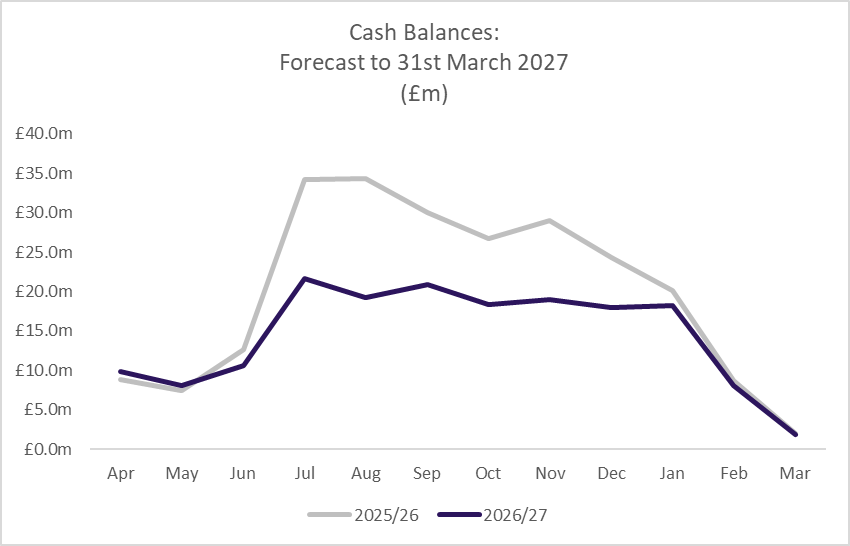 Cash Balances:
Forecast to 31st March 2027
(£m)
£40.0m
£35.0m
£30.0m
£25.0m
£20.0m
£15.0m
£10.0m
£5.0m
£0.0m
Apr May Jun Jul Aug Sep Oct Nov Dec Jan Feb Mar
2025/26 2026/27